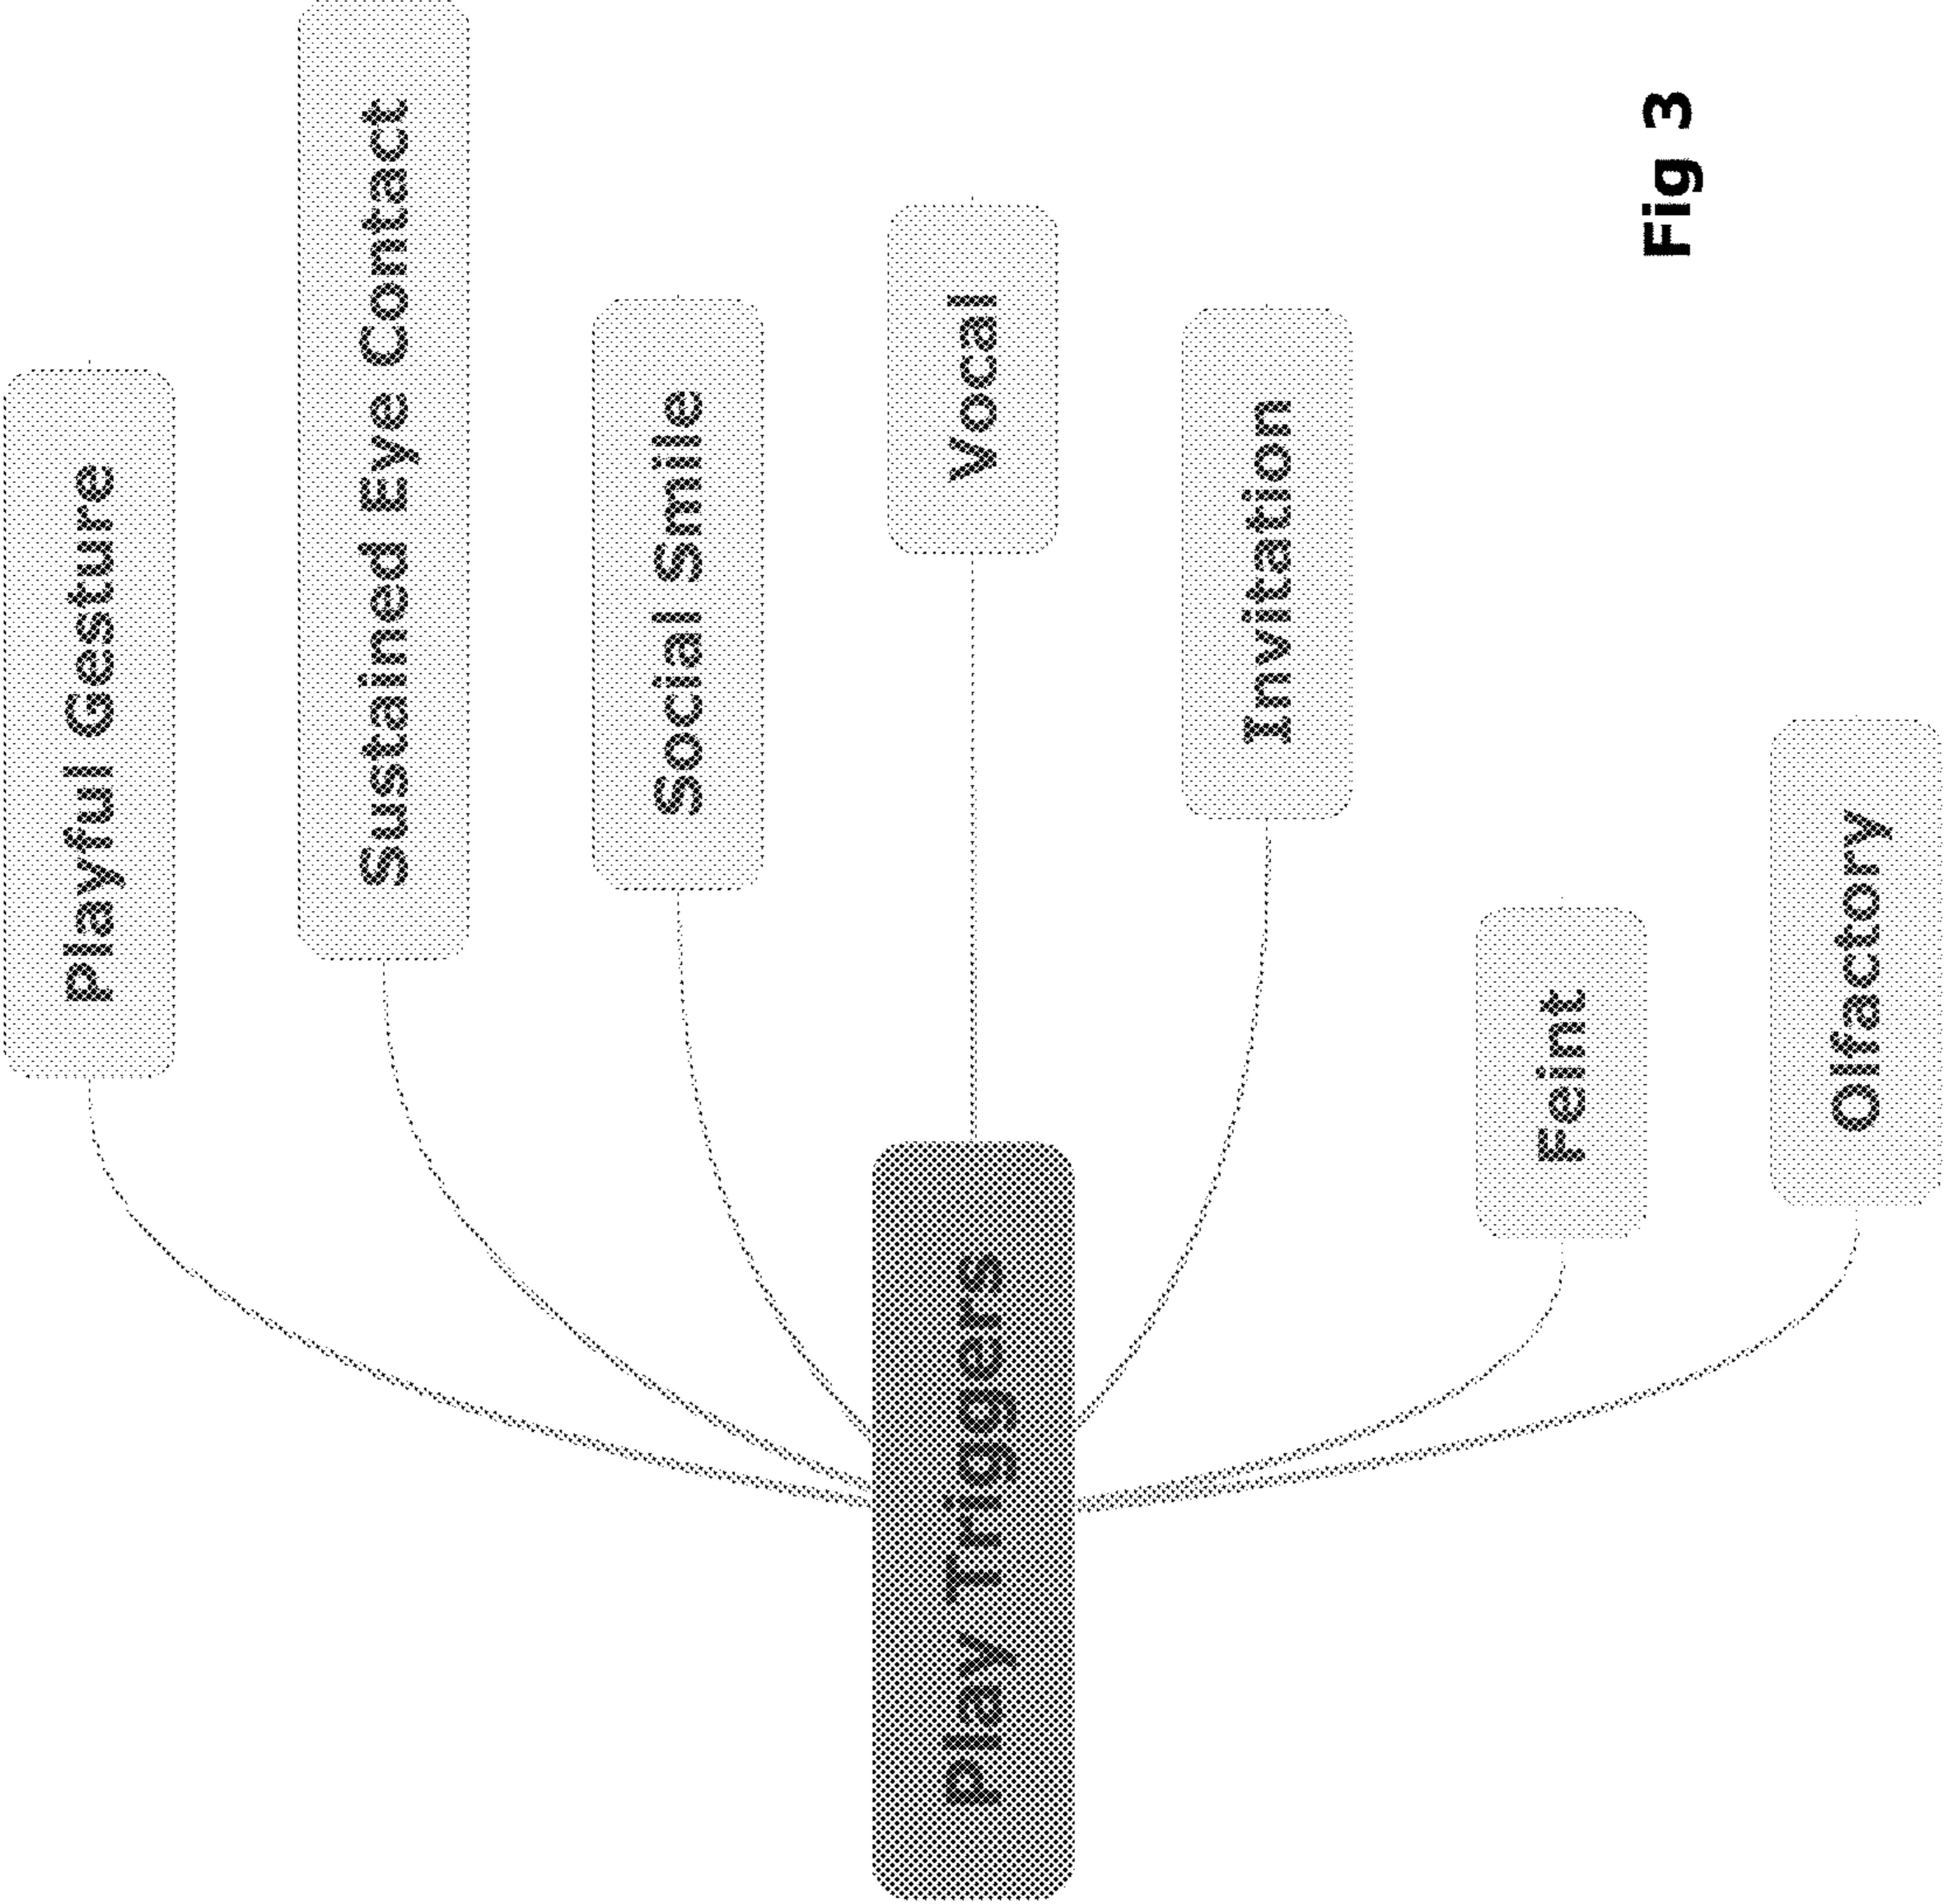 Playful Gesture
Sustained Eye Contact
Social Smile
Vocal
Play Triggers
Invitation
Feint
Olfactory
Fig 3